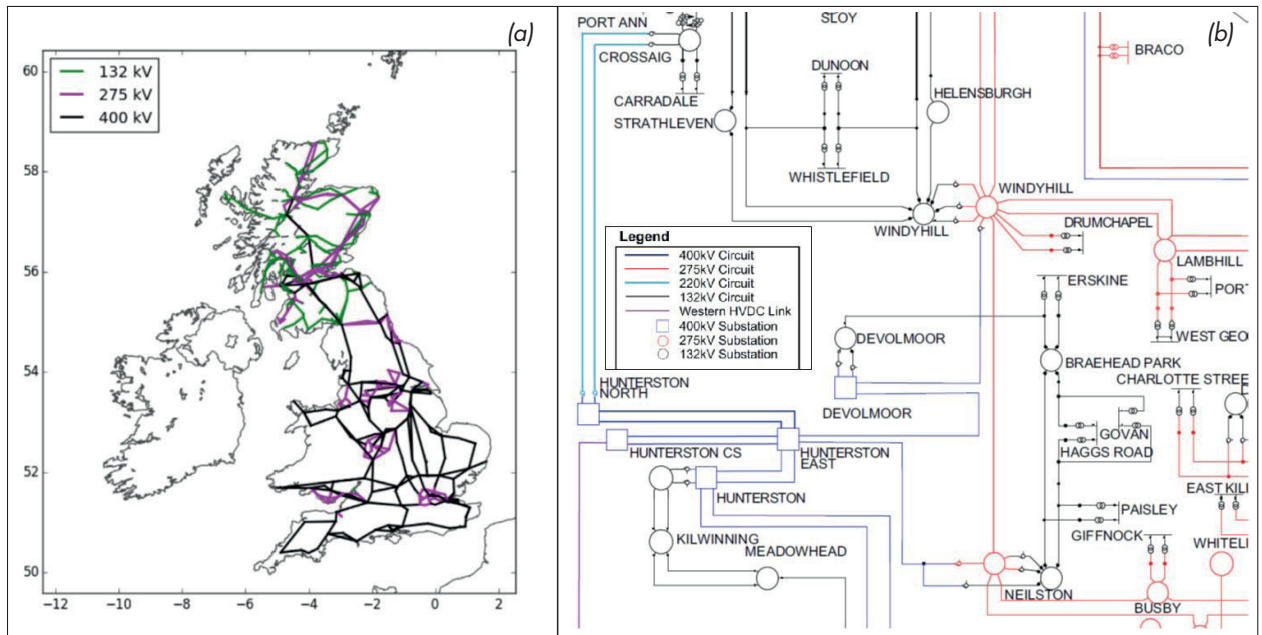 (a)
132 kV
275 kV
400 kV
60
58
56
54
52
50
−12
−10
−8
−6
−4
−2
0
2
(b)
PORT ANN
SLOY
CROSSAIG
BRACO
DUNOON
HELENSBURGH
CARRADALE
STRATHLEVEN
WHISTLEFIELD
WINDYHILL
WINDYHILL
DRUMCHAPEL
LAMBHILL
Legend
400kV Circuit
275kV Circuit
220kV Circuit
132kV Circuit
Western HVDC Link
400kV Substation
275kV Substation
132kV Substation
ERSKINE
POR
WEST GEO
DEVOLMOOR
BRAEHEAD PARK
HUNTERSTON
NORTH
CHARLOTTE STREE
DEVOLMOOR
GOVAN
HAGGS ROAD
HUNTERSTON CS
HUNTERSTON
EAST
HUNTERSTON
EAST KIL
PAISLEY
GIFFNOCK
KILWINNING
MEADOWHEAD
WHITEL
NEILSTON
BUSBY